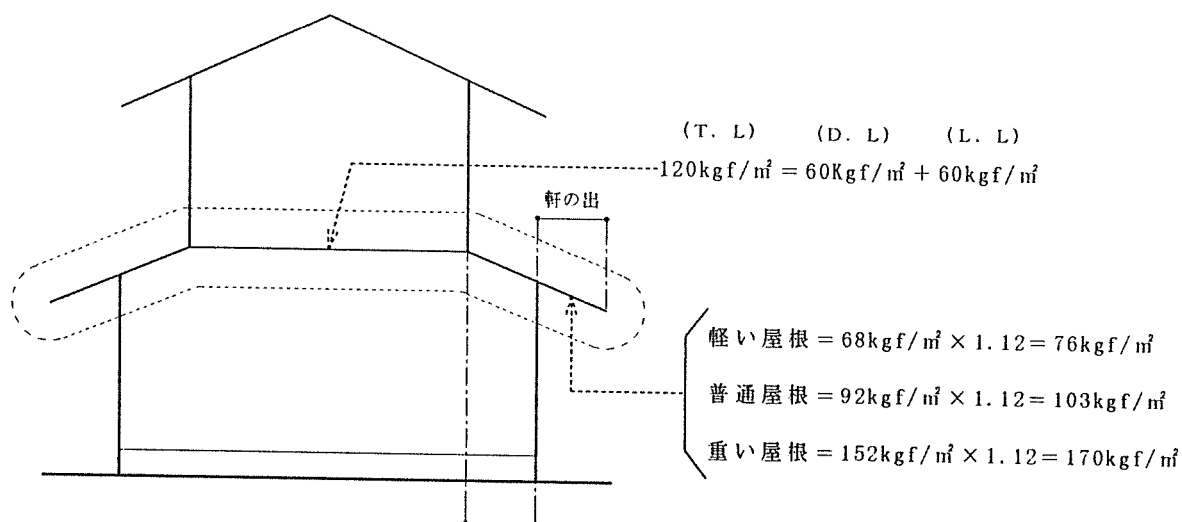 (T. L) (D. L) (L. L)
120kgf/㎡ = 60Kgf/㎡ + 60kgf/㎡
軒の出
軽い屋根 = 68kgf/㎡ × 1.12 = 76kgf/㎡
普通屋根 = 92kgf/㎡ × 1.12 = 103kgf/㎡
重い屋根 = 152kgf/㎡ × 1.12 = 170kgf/㎡